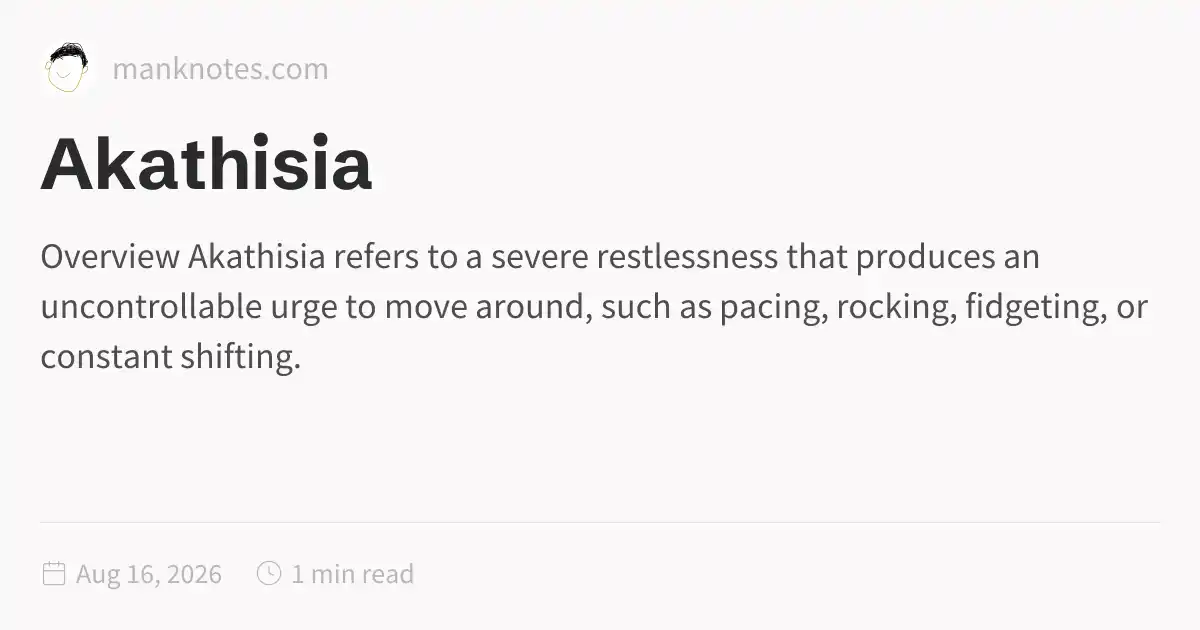 manknotes.com
Akathisia
Overview Akathisia refers to a severe restlessness that produces an
uncontrollable urge to move around, such as pacing, rocking, fidgeting, or
constant shifting.
Aug 16, 2026 1 min read